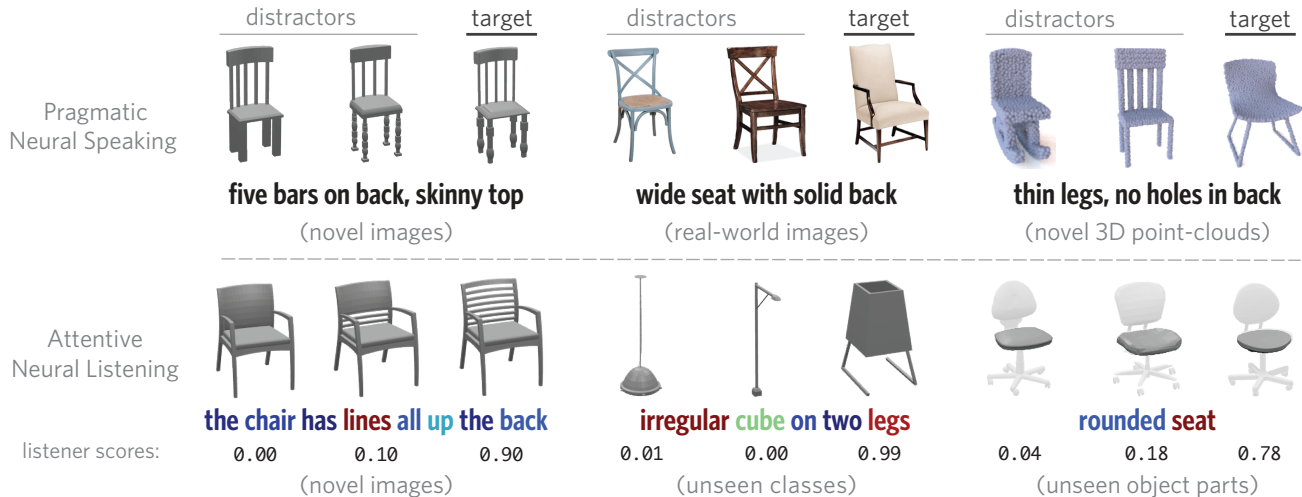 distractors target distractors target distractors target
Pragmatic
Neural Speaking
five bars on back, skinny top wide seat with solid back thin legs, no holes in back
(novel images) (real-world images) (novel 3D point-clouds)
Attentive
Neural Listening
the chair has lines all up the back irregular cube on two legs rounded seat
listener scores: 0.00 0.10 0.90 0.01 0.00 0.99 0.04 0.18 0.78
(novel images) (unseen classes) (unseen object parts)